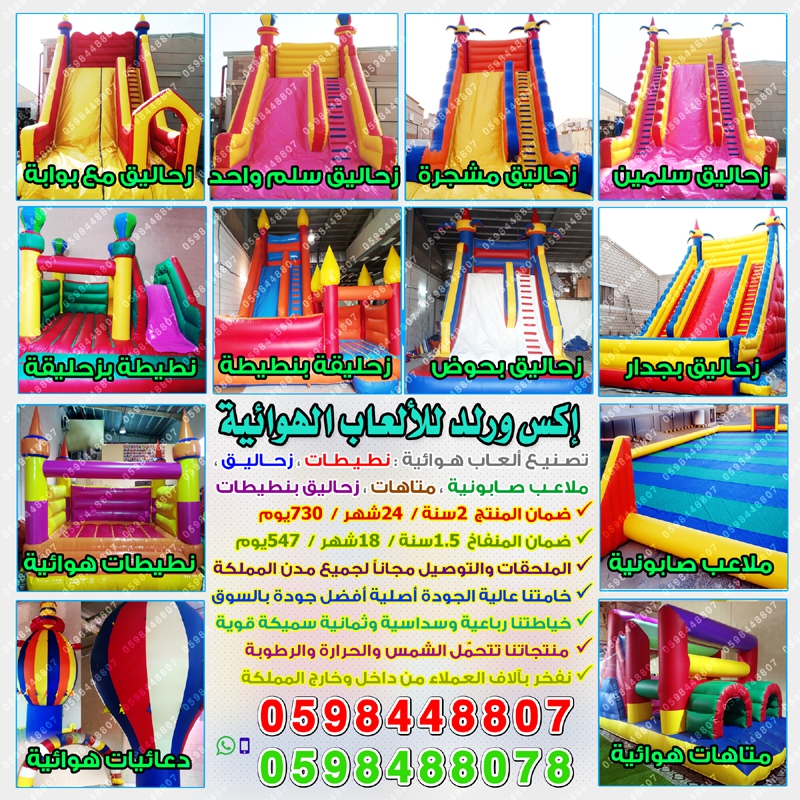 زحاليق سلمين
زحاليق مشجرة
زحاليق سلم واحد
زحاليق مع بوابة
زحاليق بجدار
زحاليق بحوض
زحليقة بنطيطة
نطيطة بزحليقة
إكس ورلد للألعاب الهوائية
تصنيع ألعاب هوائية : نطيطات ، زحاليق ،
ملاعب صابونية ، متاهات ، زحاليق بنطيطات
✓ ضمان المنتج 2سنة / 24شهر / 730يوم
✓ ضمان المنفاخ 1.5سنة / 18شهر / 547يوم
✓ الملحقات والتوصيل مجاناً لجميع مدن المملكة
✓ خامتنا عالية الجودة أصلية أفضل جودة بالسوق
✓ خياطتنا رباعية وسداسية وثمانية سميكة قوية
✓ منتجاتنا تتحمّل الشمس والحرارة والرطوبة
✓ نفخر بآلاف العملاء من داخل وخارج المملكة
0598448807
0598488078
ملاعب صابونية
نطيطات هوائية
متاهات هوائية
دعائيات هوائية